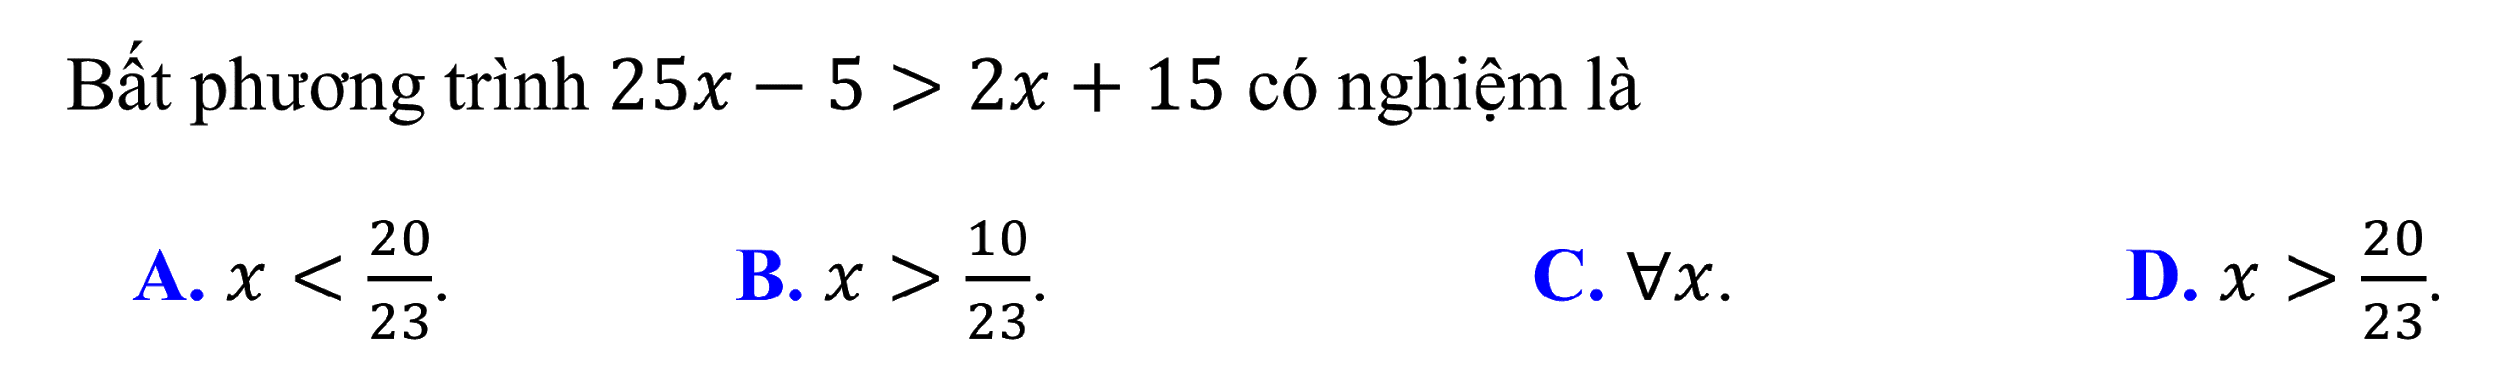 Bất phương trình 25x − 5 > 2x + 15 có nghiệm là
A. x < 20/23. B. x > 10/23. C. ∀x. D. x > 20/23.